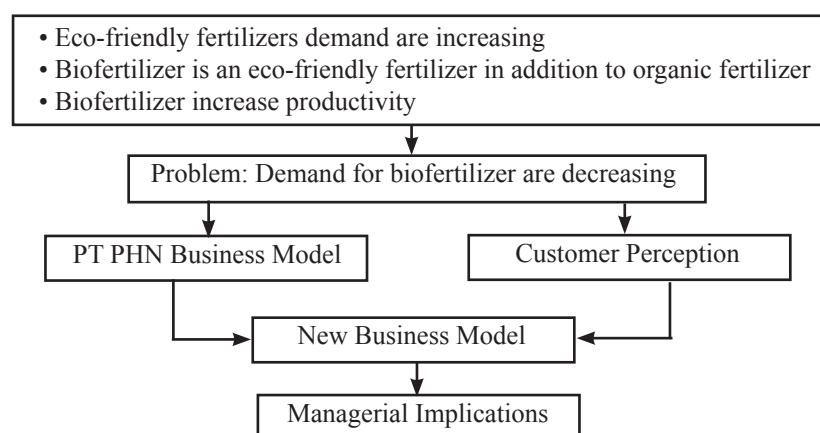 • Eco-friendly fertilizers demand are increasing
• Biofertilizer is an eco-friendly fertilizer in addition to organic fertilizer
• Biofertilizer increase productivity
Problem: Demand for biofertilizer are decreasing
PT PHN Business Model
Customer Perception
New Business Model
Managerial Implications